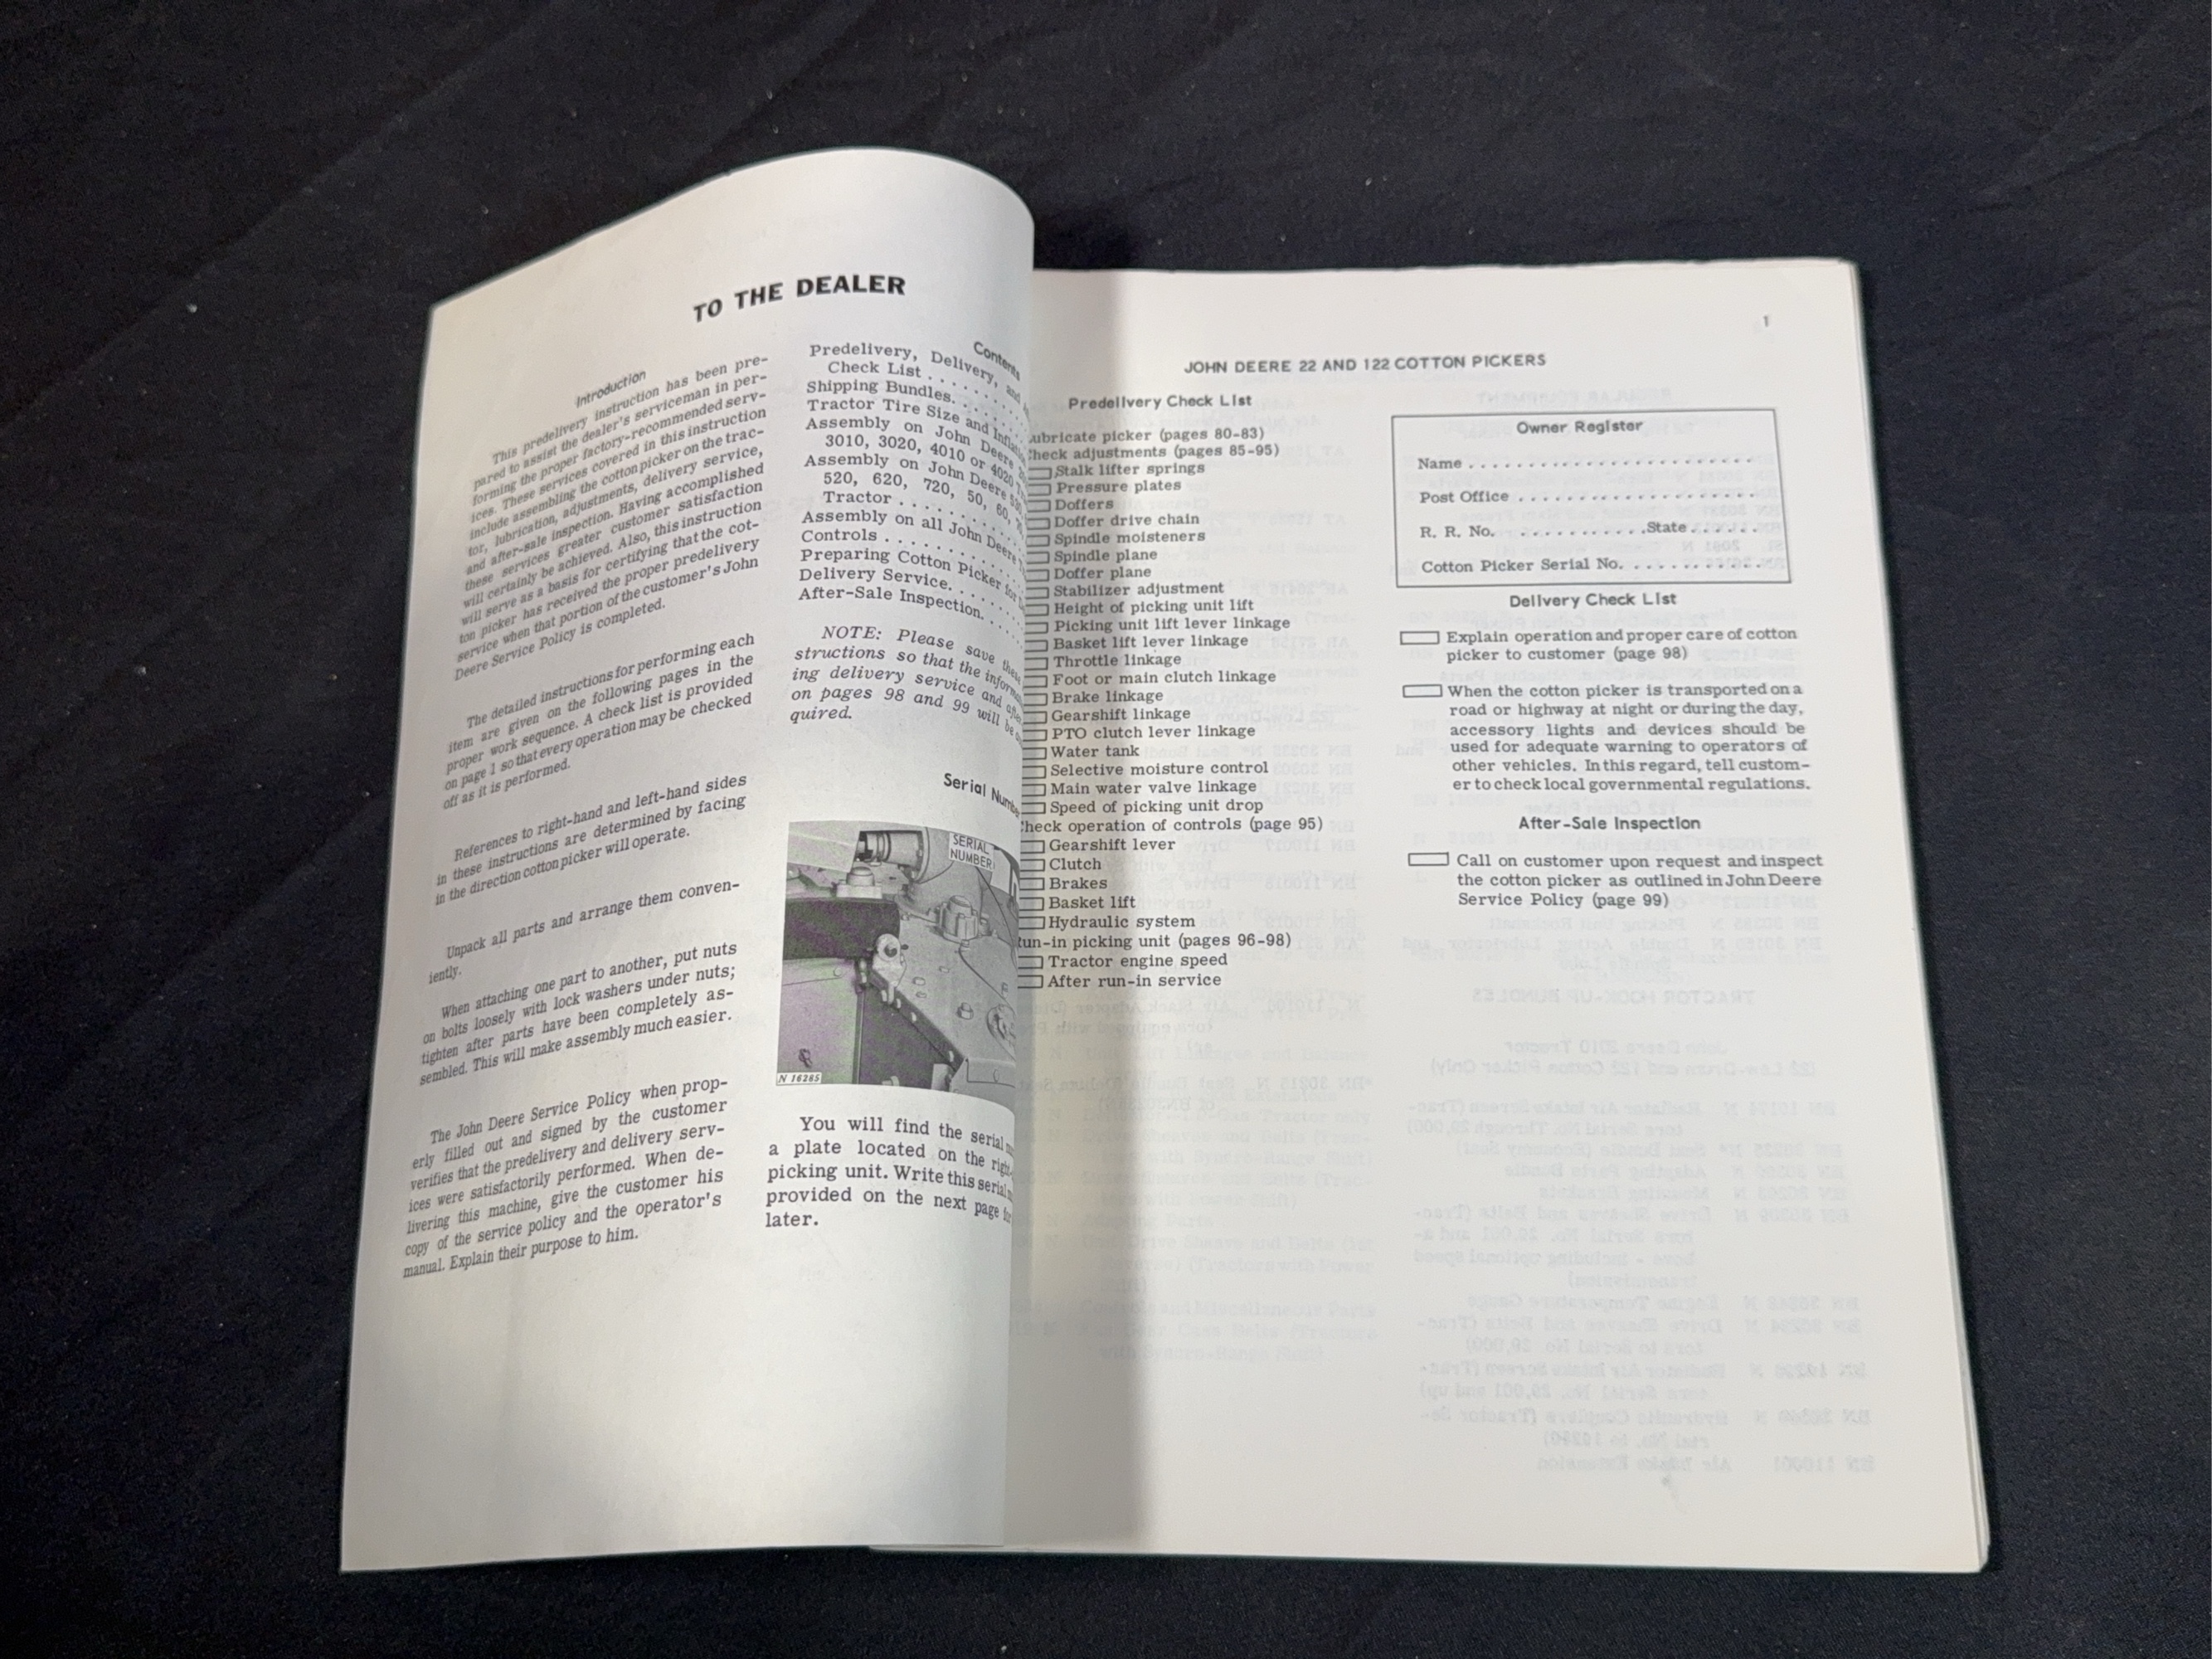 TO THE DEALER
Introduction
This predelivery instruction has been pre-
pared to assist the dealer's serviceman in per-
forming the proper factory-recommended serv-
ices. These services covered in this instruction
include assembling the cotton picker on the trac-
tor, lubrication, adjustments, delivery service,
and after-sale inspection. Having accomplished
these services greater customer satisfaction
will certainly be achieved. Also, this instruction
will serve as a basis for certifying that the cot-
ton picker has received the proper predelivery
service when that portion of the customer's John
Deere Service Policy is completed.
The detailed instructions for performing each
item are given on the following pages in the
proper work sequence. A check list is provided
on page 1 so that every operation may be checked
off as it is performed.
References to right-hand and left-hand sides
in these instructions are determined by facing
in the direction cotton picker will operate.
Unpack all parts and arrange them conven-
iently.
When attaching one part to another, put nuts
on bolts loosely with lock washers under nuts;
tighten after parts have been completely as-
sembled. This will make assembly much easier.
The John Deere Service Policy when prop-
erly filled out and signed by the customer
verifies that the predelivery and delivery serv-
ices were satisfactorily performed. When de-
livering this machine, give the customer his
copy of the service policy and the operator's
manual. Explain their purpose to him.
Contents
Predelivery, Delivery, and
Check List . . . . . . . .
Shipping Bundles. . . . . .
Tractor Tire Size and
Assembly on John Deere
3010, 3020, 4010 or 4020
Assembly on John Deere
520, 620, 720, 50, 60,
Tractor . . . . . . . . .
Assembly on all John Deere
Controls . . . . . . . . .
Preparing Cotton Picker for
Delivery Service. . . . . .
After-Sale Inspection. . . .
NOTE: Please save these
structions so that the
ing delivery service and
on pages 98 and 99 will be
quired.
Serial
SERIAL
NUMBER
N 16285
You will find the serial
a plate located on the
picking unit. Write this serial
provided on the next page
later.
1
JOHN DEERE 22 AND 122 COTTON PICKERS
Predelivery Check List
ubricate picker (pages 80-83)
heck adjustments (pages 85-95)
Stalk lifter springs
Pressure plates
Doffers
Doffer drive chain
Spindle moisteners
Spindle plane
Doffer plane
Stabilizer adjustment
Height of picking unit lift
Picking unit lift lever linkage
Basket lift lever linkage
Throttle linkage
Foot or main clutch linkage
Brake linkage
Gearshift linkage
PTO clutch lever linkage
Water tank
Selective moisture control
Main water valve linkage
Speed of picking unit drop
heck operation of controls (page 95)
Gearshift lever
Clutch
Brakes
Basket lift
Hydraulic system
un-in picking unit (pages 96-98)
Tractor engine speed
After run-in service
Owner Register
Name . . . . . . . . . . . . . . . . . . . . . . . . .
Post Office . . . . . . . . . . . . . . . . . . . .
R. R. No. . . . . . . . . . . . .State . . . . . . .
Cotton Picker Serial No. . . . . . . . . . . .
Delivery Check List
Explain operation and proper care of cotton
picker to customer (page 98)
When the cotton picker is transported on a
road or highway at night or during the day,
accessory lights and devices should be
used for adequate warning to operators of
other vehicles. In this regard, tell custom-
er to check local governmental regulations.
After-Sale Inspection
Call on customer upon request and inspect
the cotton picker as outlined in John Deere
Service Policy (page 99)